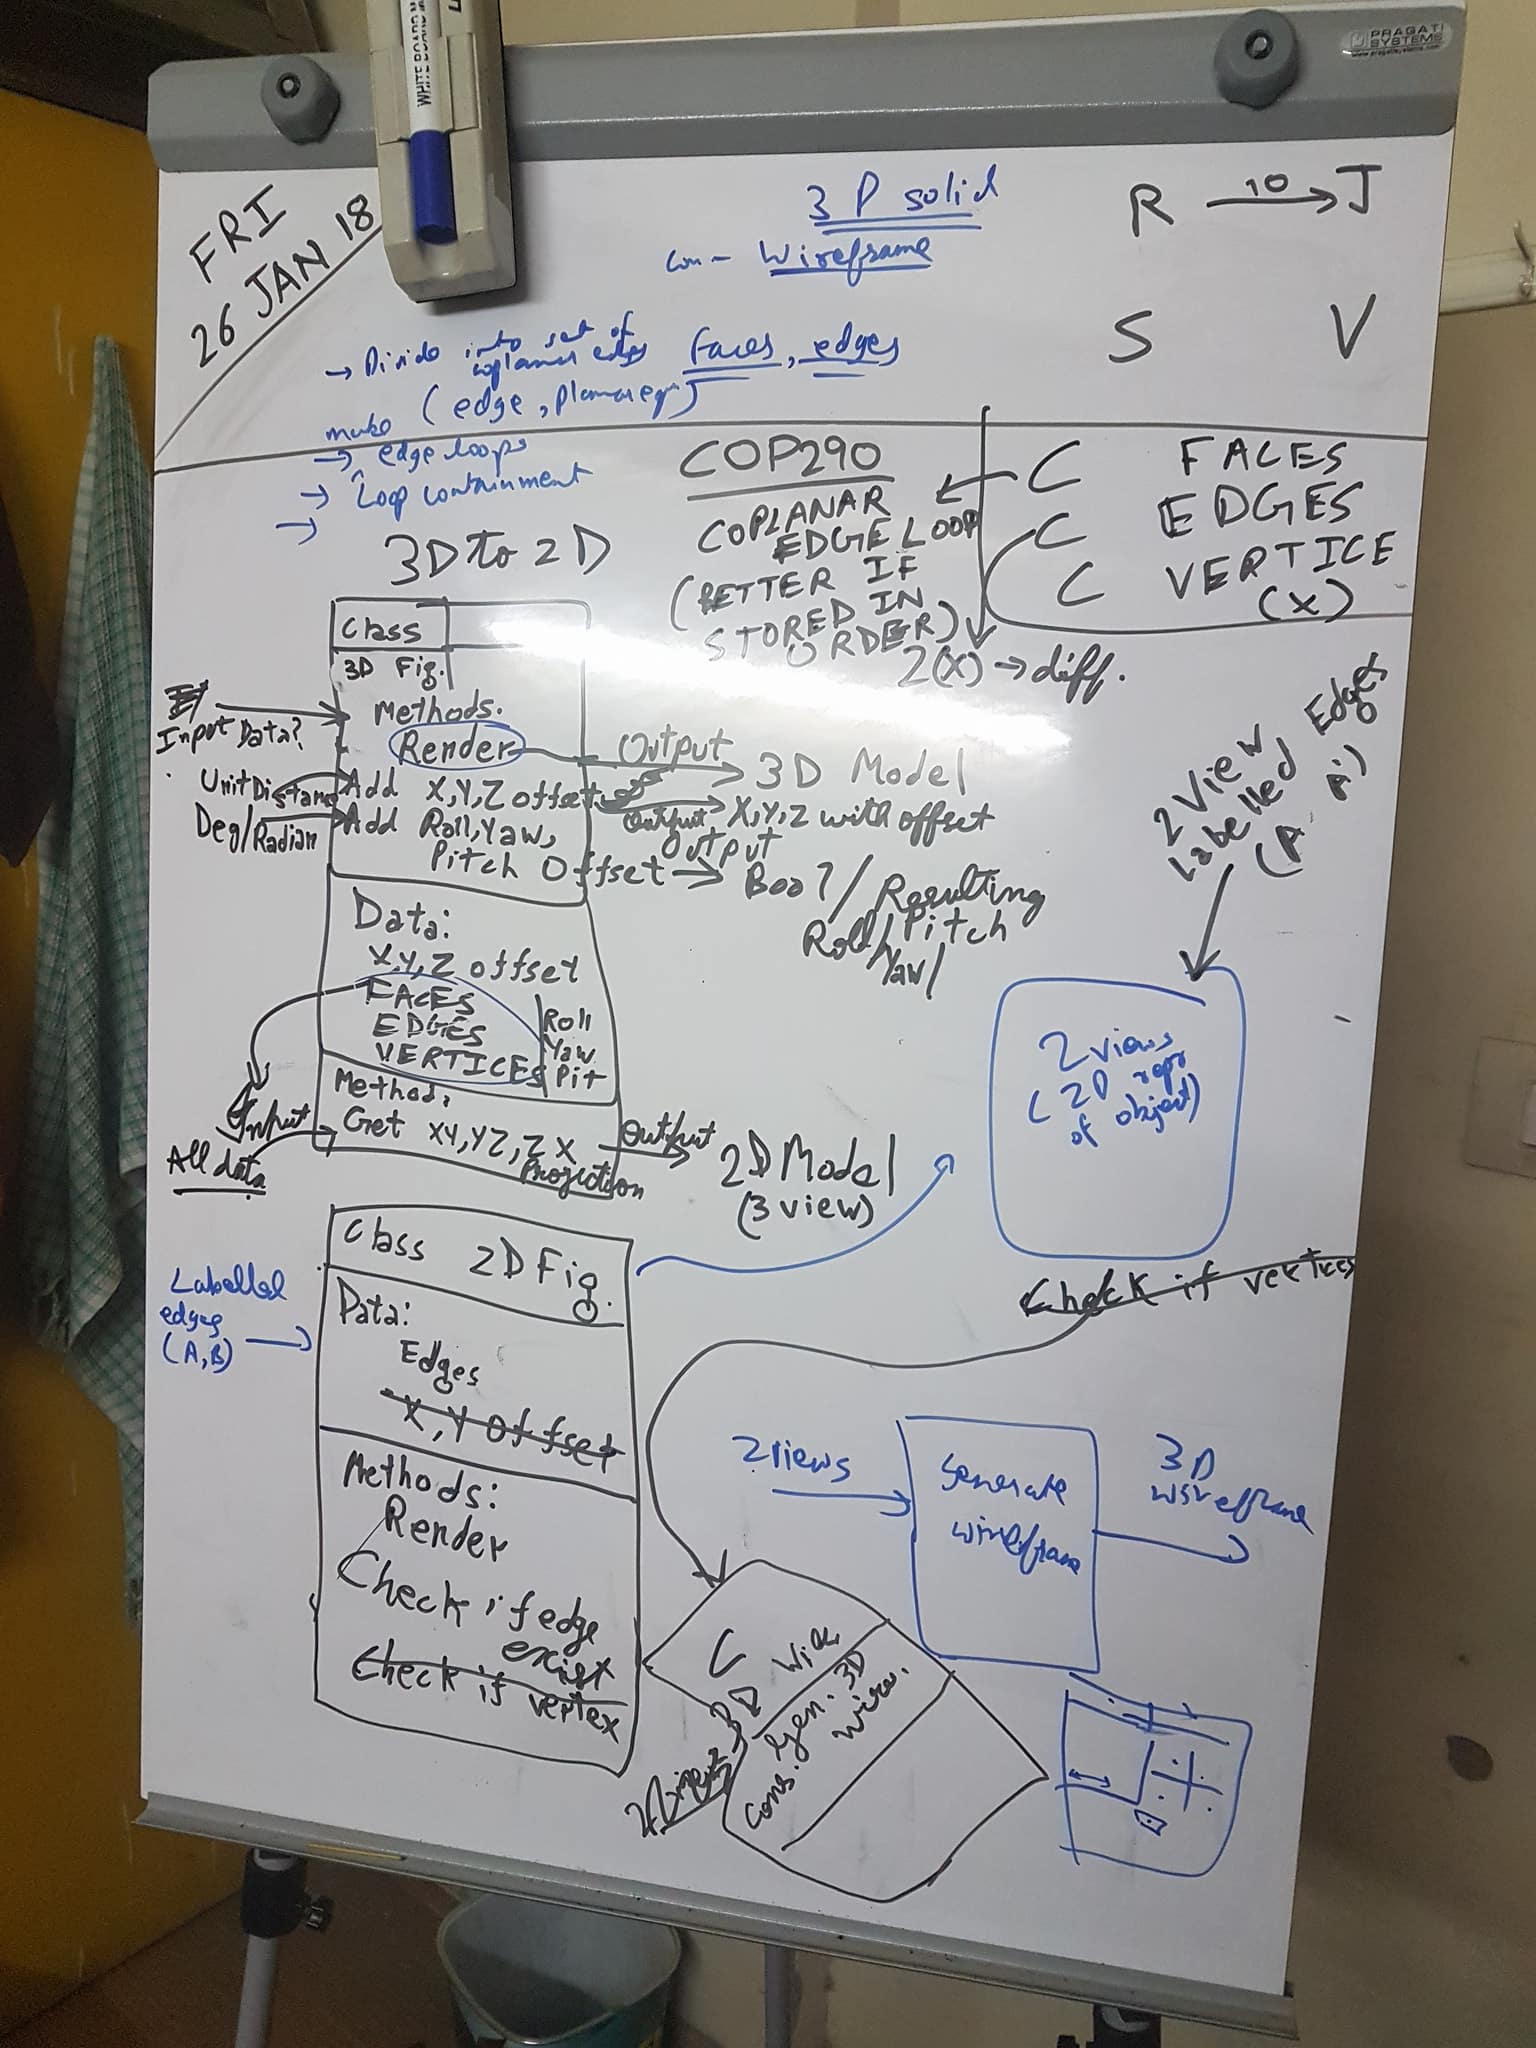 PRAGATI
SYSTEMS
www.pragatisystems.com
WHITE BOARD
FRI
26 JAN 18
3 P solid
Wireframe
R 10 J
S V
→ Divide into set of
coplanar edges
Faces, edges
make (edge, planar eqn)
→ edge loops
→ Loop containment
→
COP290
COPLANAR
EDGE LOOP
(BETTER IF
STORED IN
ORDER)
C FACES
C EDGES
C VERTICE
(X)
2(X) → diff.
3D to 2D
Class
3D Fig.
Methods.
Render
Output
3D Model
Input Data?
Unit Distance
Add X,Y,Z offset
Output X,Y,Z with offset
Deg/Radian
Add Roll, Yaw,
Pitch Offset
Output
→ Bool/Resulting
Roll/Pitch
/Yaw/
Data:
X,Y,Z offset
FACES
EDGES
VERTICES
Roll
Yaw
Pit
Method:
Get XY, YZ, ZX
Projection
Input
All data
Output
2D Model
(3 view)
2 View
Labelled Edges
2 views
(2D repr
of object)
Check if vertices
Class 2D Fig.
Labelled
edges
(A,B)
Data:
Edges
X, Y Offset
Methods:
Render
Check if edge
exist
Check if vertex
2 views
Generate
wireframe
3D
wireframe
C
3D Wire
Cons. Gen. 3D
Wire.